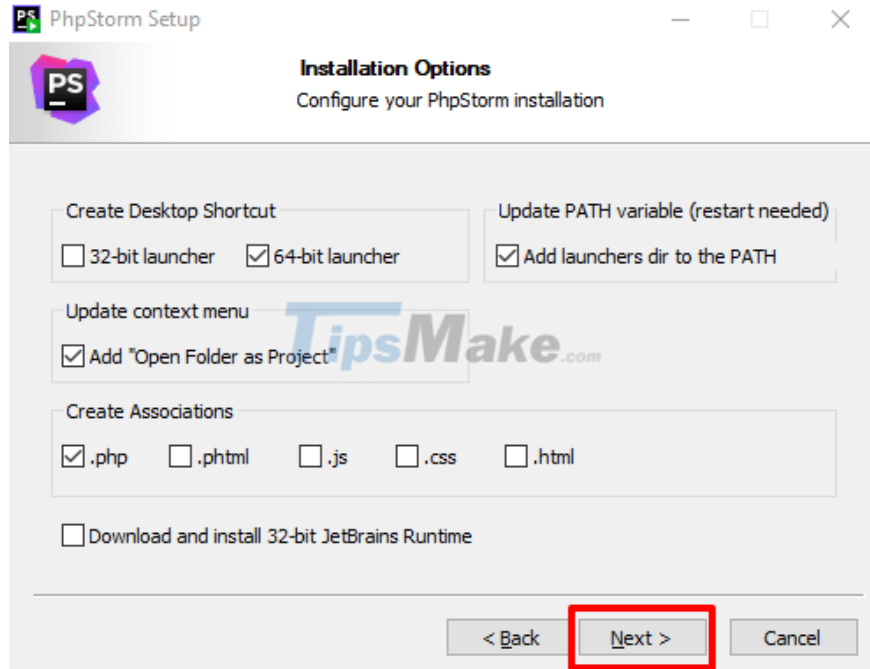 PhpStorm Setup
PS
Installation Options
Configure your PhpStorm installation
Create Desktop Shortcut
Update PATH variable (restart needed)
32-bit launcher 64-bit launcher
Add launchers dir to the PATH
Update context menu
Add "Open Folder as Project"
TipsMake.com
Create Associations
.php .phtml .js .css .html
Download and install 32-bit JetBrains Runtime
< Back Next > Cancel